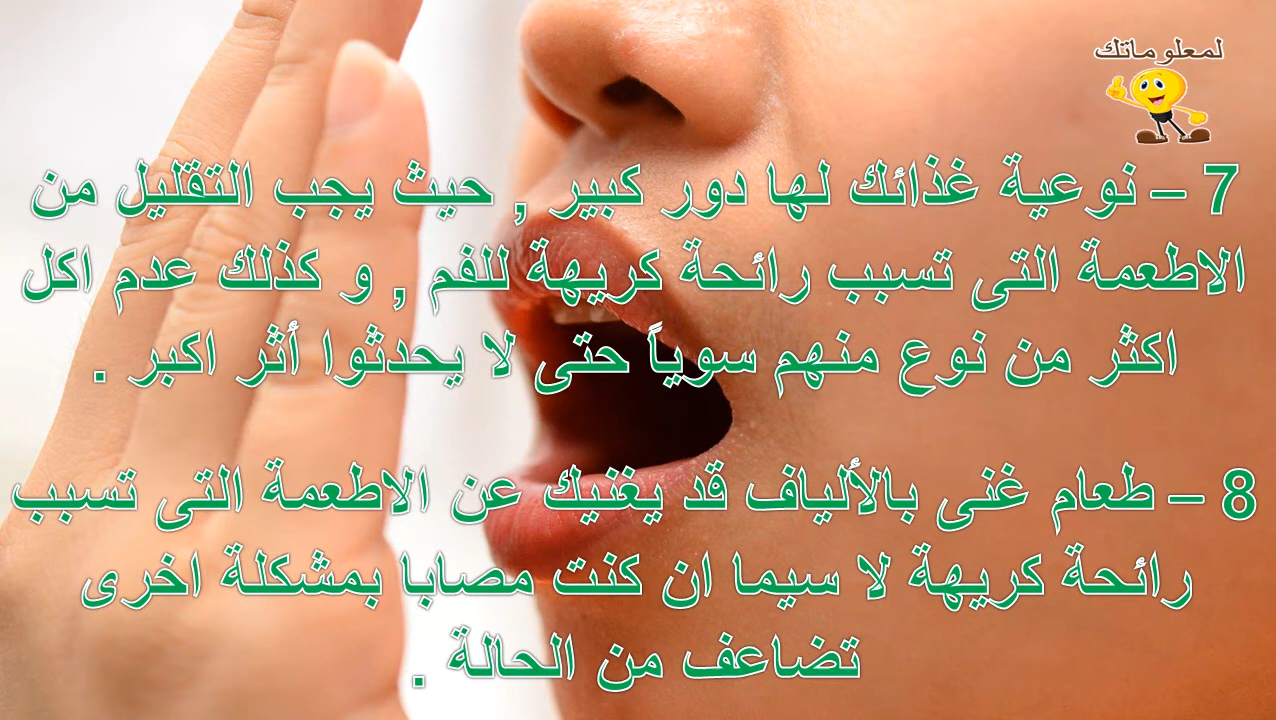 لمعلوماتك
7 – نوعية غذائك لها دور كبير , حيث يجب التقليل من
الاطعمة التى تسبب رائحة كريهة للفم , و كذلك عدم اكل
اكثر من نوع منهم سوياً حتى لا يحدثوا أثر اكبر .
8 – طعام غنى بالألياف قد يغنيك عن الاطعمة التى تسبب
رائحة كريهة لا سيما ان كنت مصابا بمشكلة اخرى
تضاعف من الحالة .